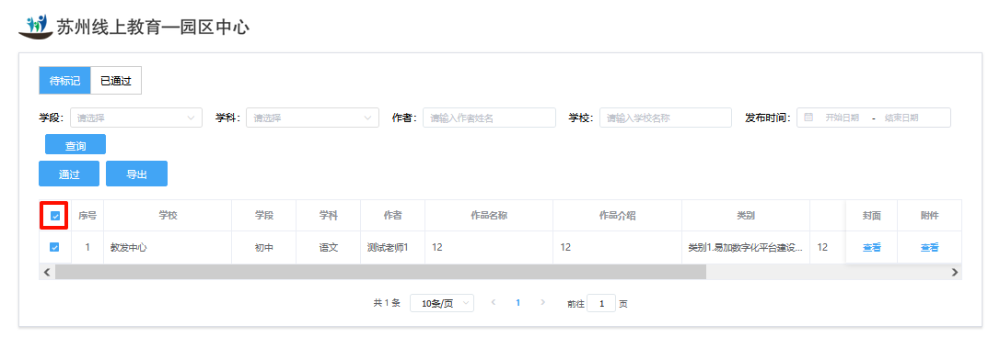 苏州线上教育—园区中心
待标记 已通过
学段: 请选择 学科: 请选择 作者: 请输入作者姓名 学校: 请输入学校名称 发布时间: 开始日期 - 结束日期
查询
通过 导出
序号 学校 学段 学科 作者 作品名称 作品介绍 类别 封面 附件
1 教发中心 初中 语文 测试老师1 12 12 类别1.易加数字化平台建设... 12 查看 查看
共 1 条 10条/页 1 前往 1 页